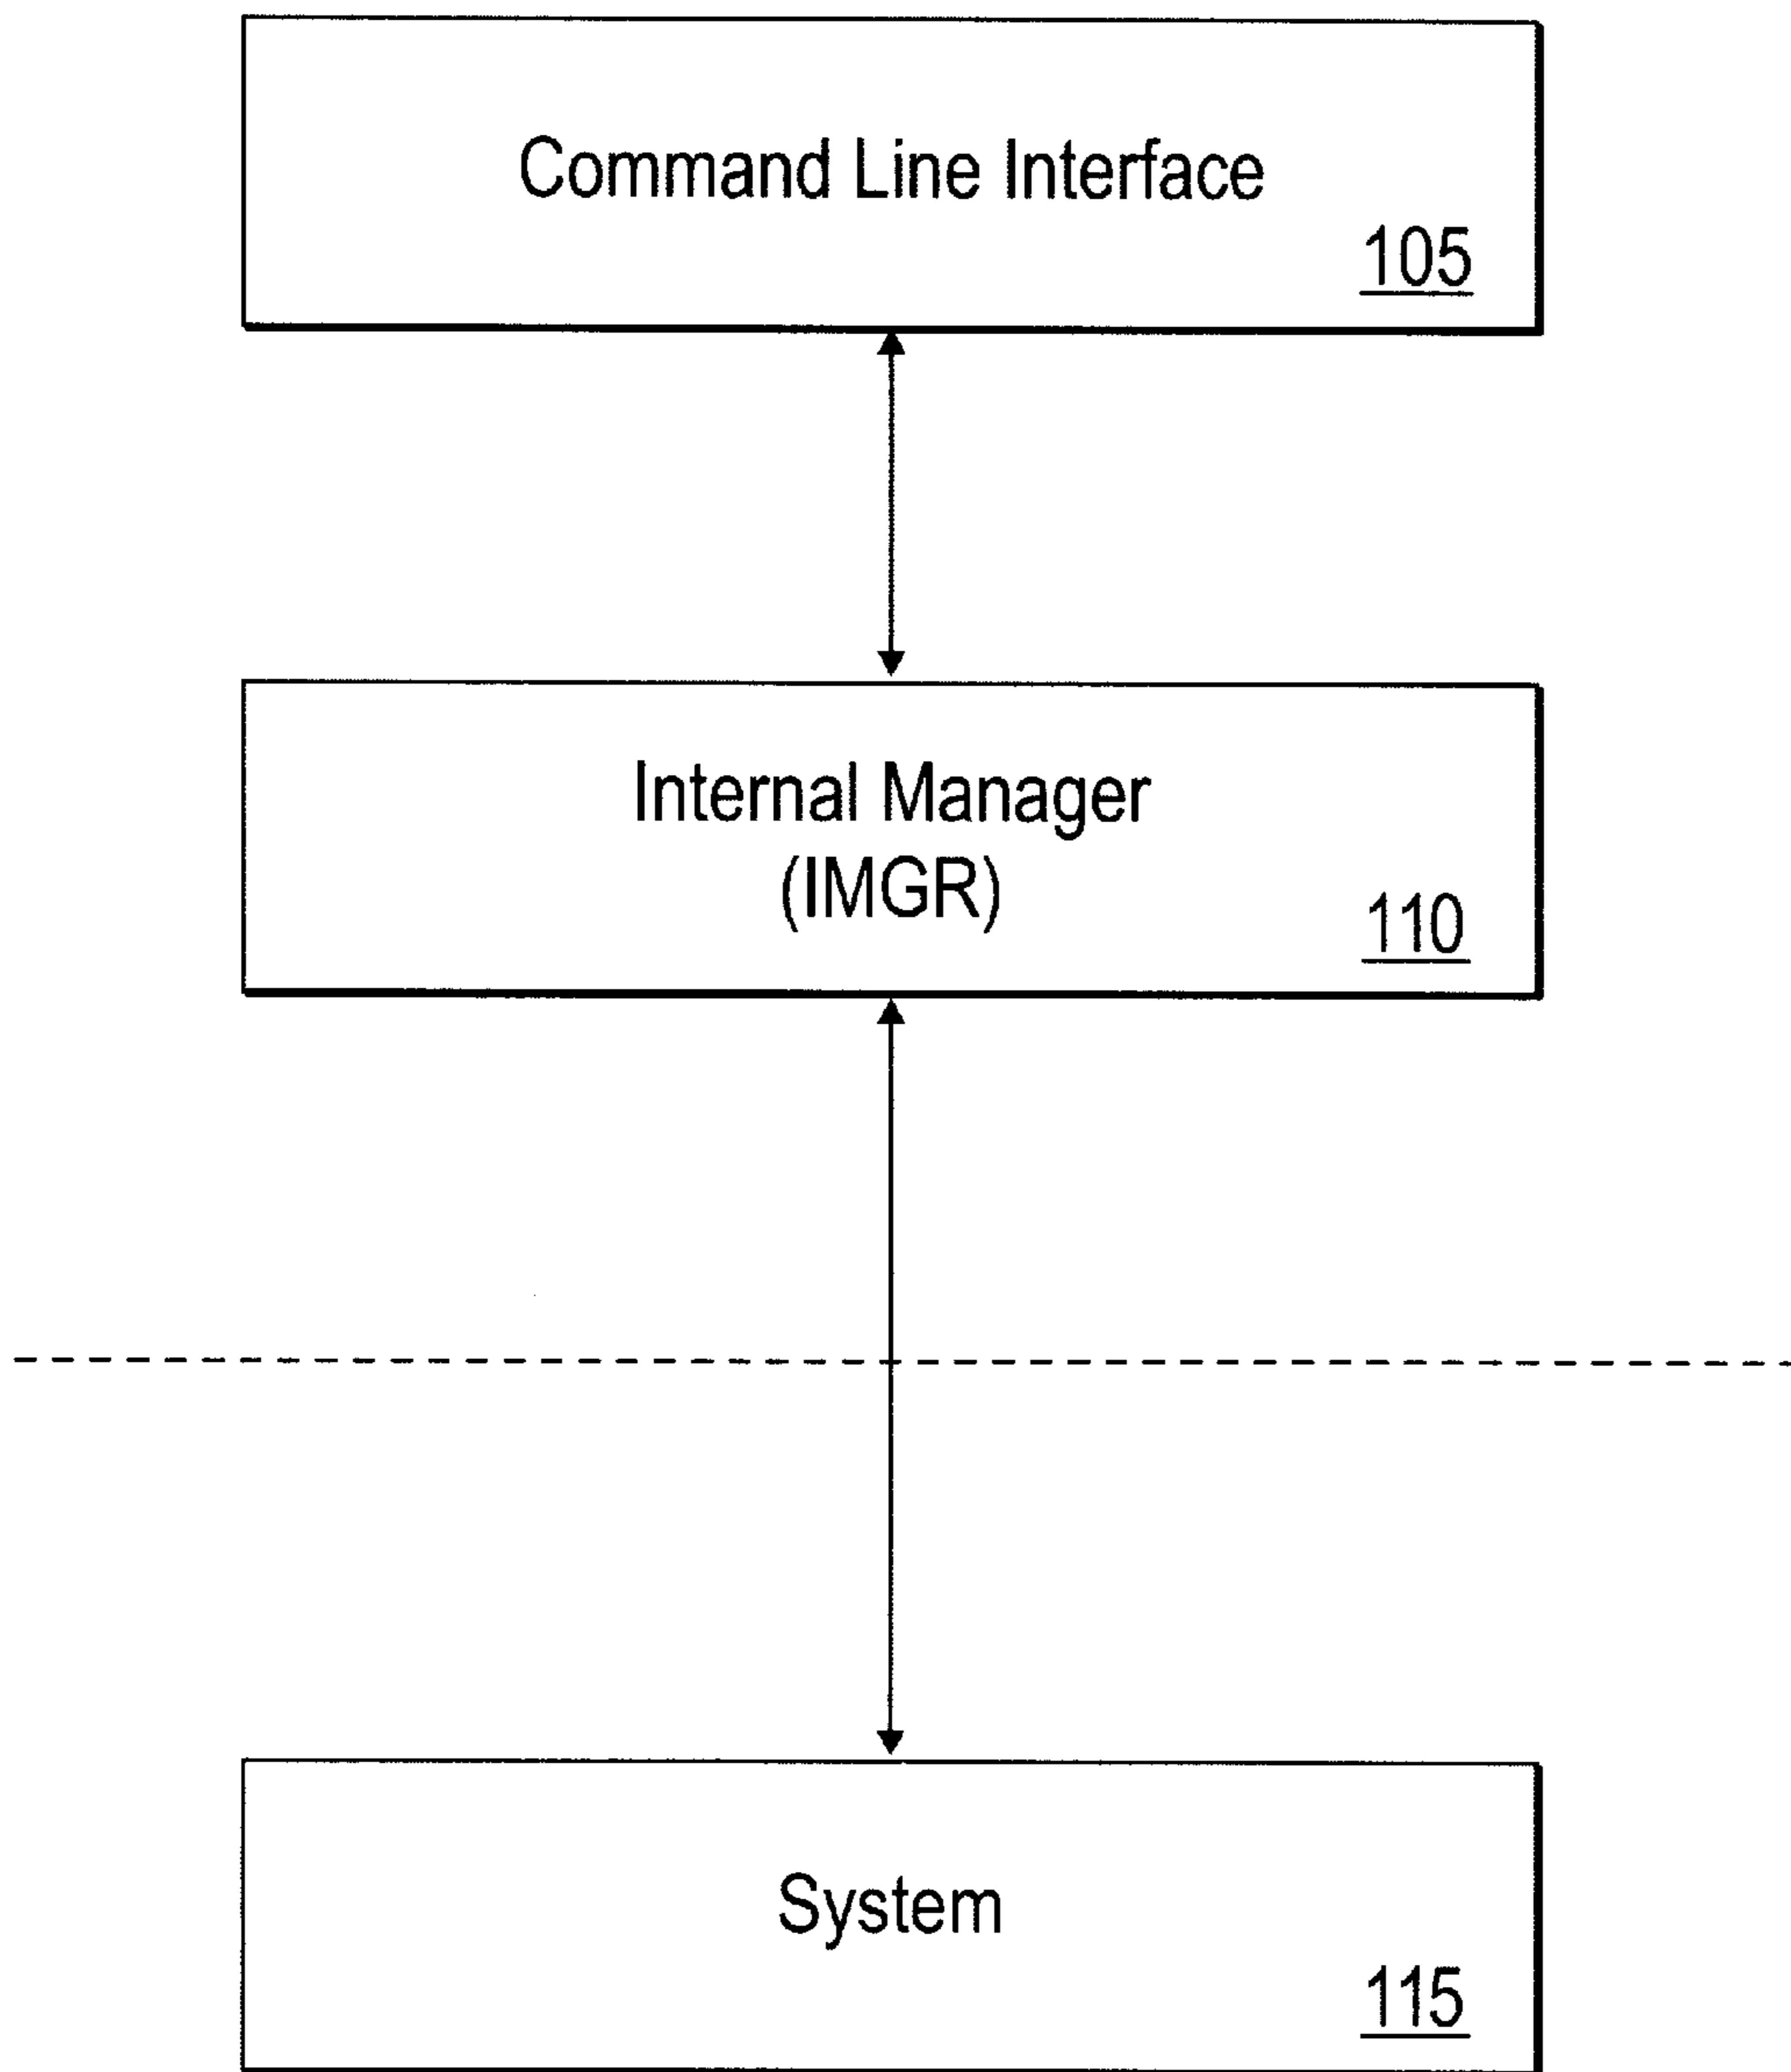 Command Line Interface
105
Internal Manager
(IMGR)
110
System
115